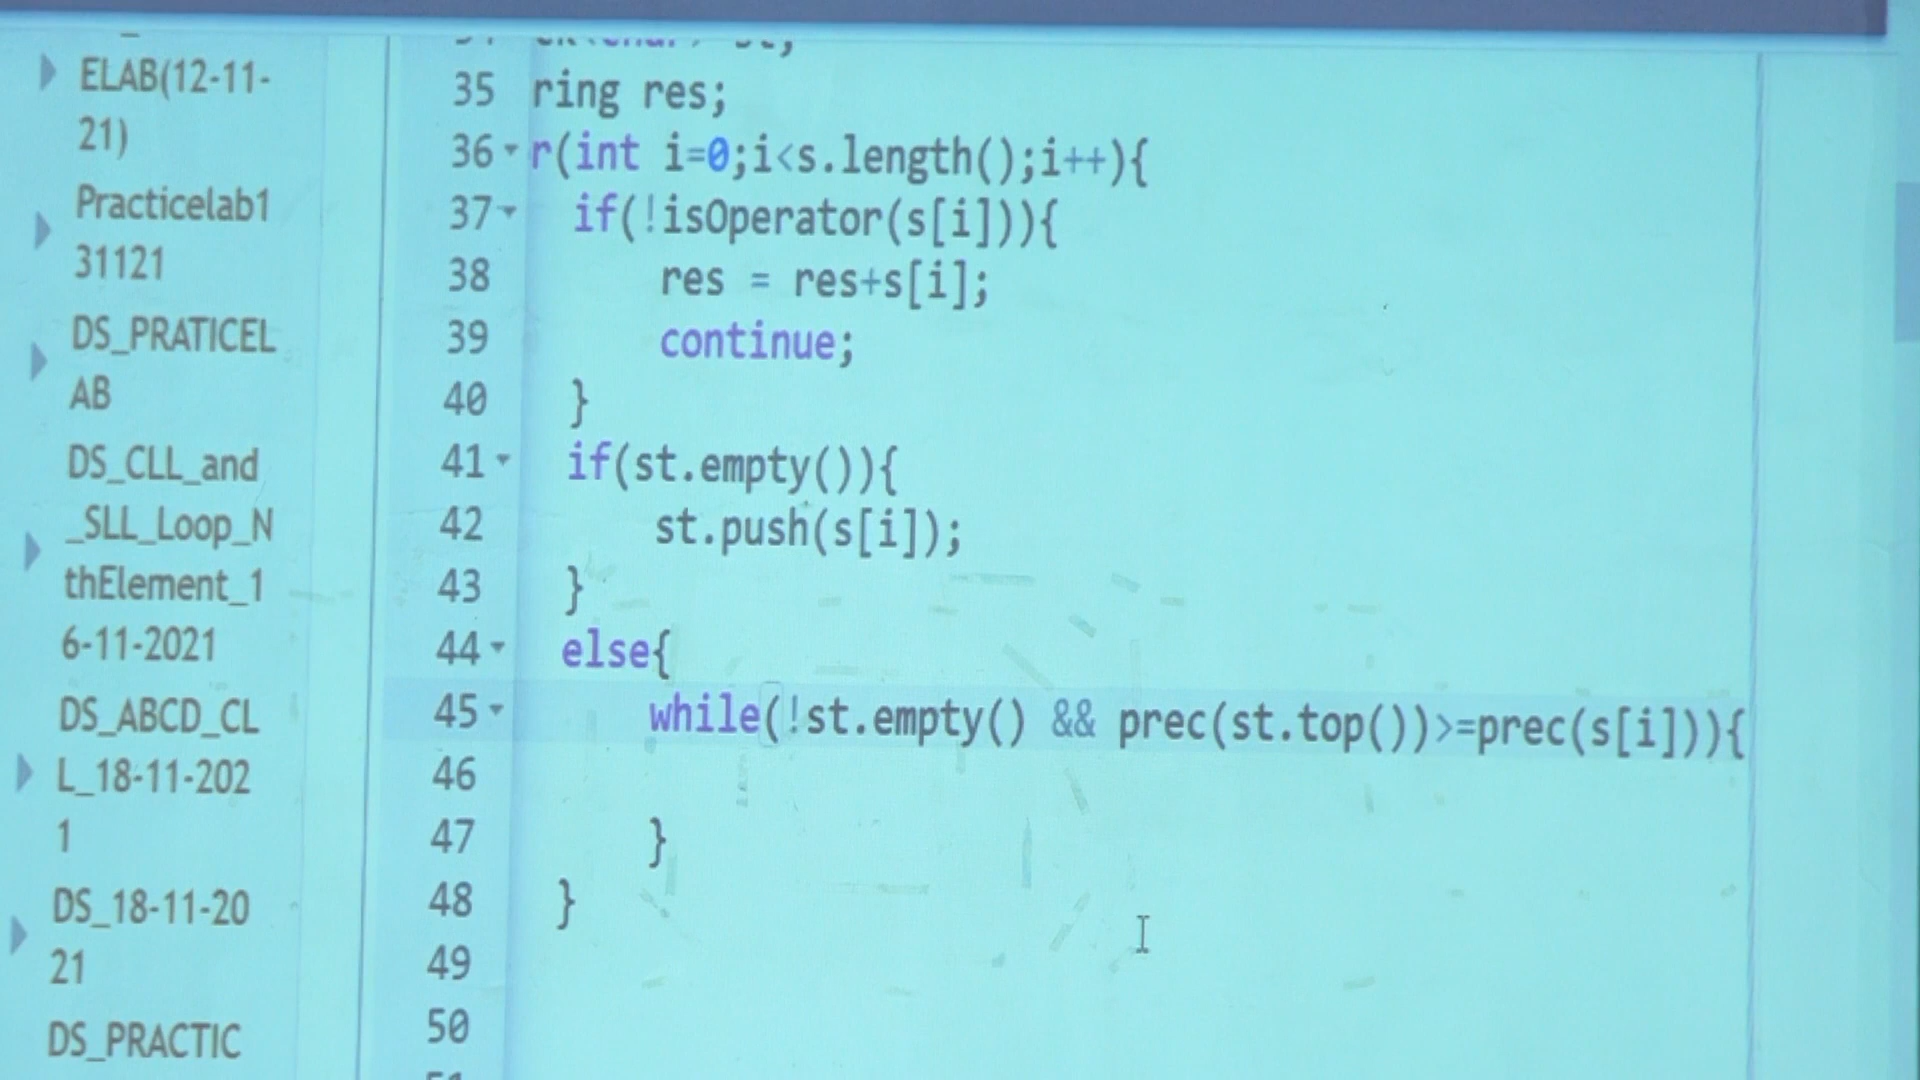 ELAB(12-11-
21)
Practicelab1
31121
DS_PRATICEL
AB
DS_CLL_and
_SLL_Loop_N
thElement_1
6-11-2021
DS_ABCD_CL
L_18-11-202
1
DS_18-11-20
21
DS_PRACTIC
35 ring res;
36 r(int i=0;i<s.length();i++){
37 if(!isOperator(s[i])){
38 res = res+s[i];
39 continue;
40 }
41 if(st.empty()){
42 st.push(s[i]);
43 }
44 else{
45 while(!st.empty() && prec(st.top())>=prec(s[i])){
46
47 }
48 }
49
50